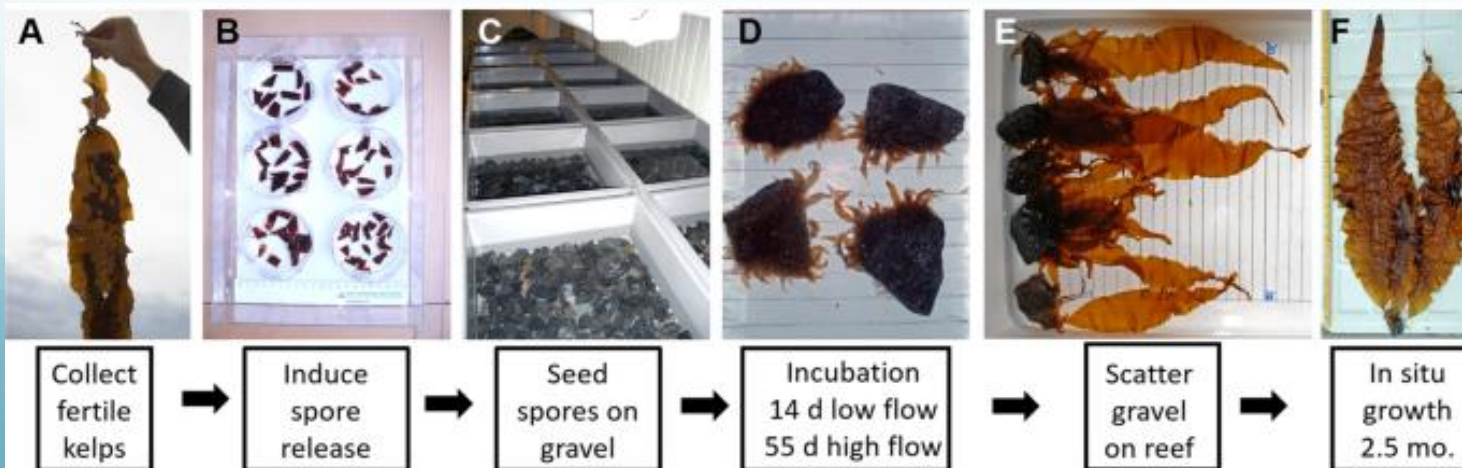 A
B
C
D
E
F
Collect
fertile
kelps
Induce
spore
release
Seed
spores on
gravel
Incubation
14 d low flow
55 d high flow
Scatter
gravel
on reef
In situ
growth
2.5 mo.